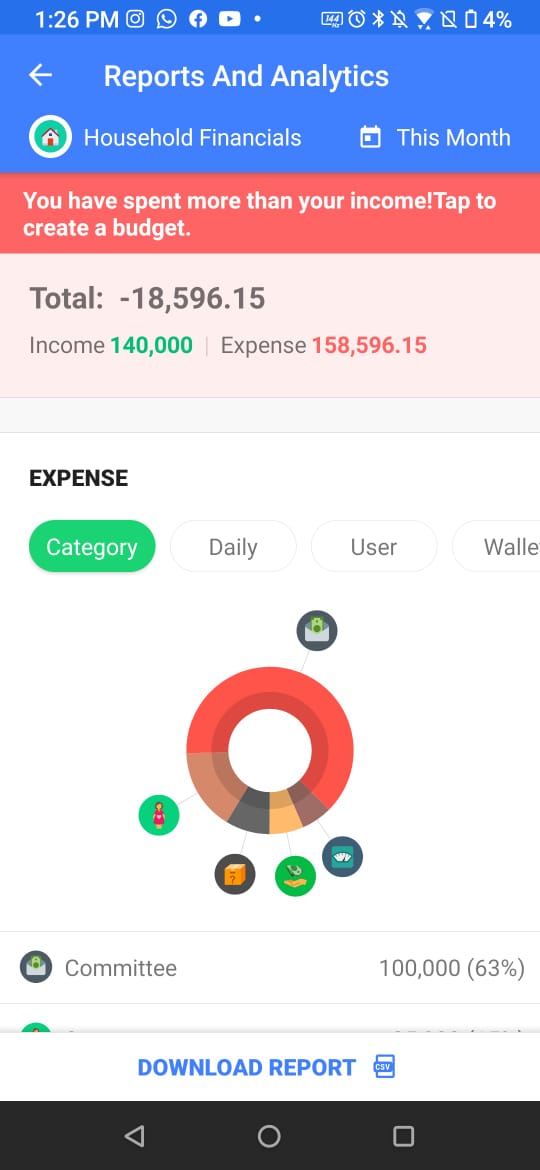 1:26 PM 144 Hz 4%
Reports And Analytics
Household Financials This Month
You have spent more than your income!Tap to
create a budget.
Total: -18,596.15
Income 140,000 | Expense 158,596.15
EXPENSE
Category Daily User Walle
?
Committee 100,000 (63%)
DOWNLOAD REPORT CSV